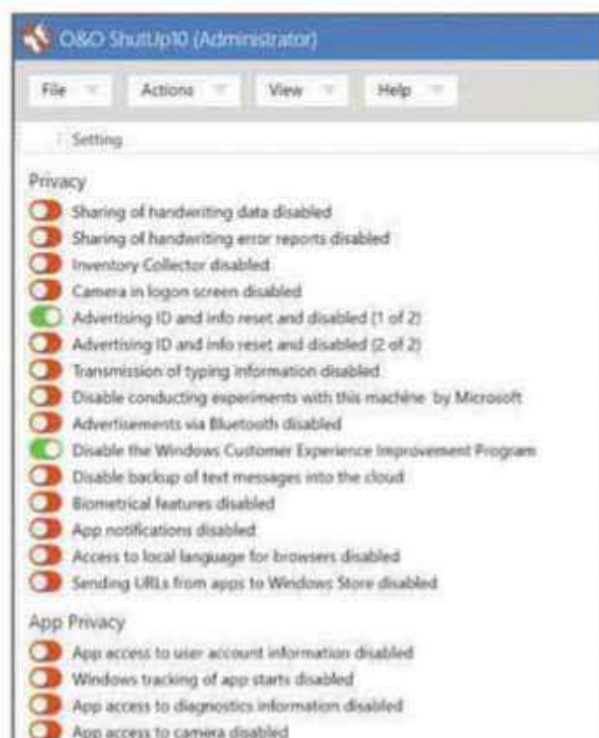 O&O ShutUp10 (Administrator)
File Actions View Help
Setting
Privacy
Sharing of handwriting data disabled
Sharing of handwriting error reports disabled
Inventory Collector disabled
Camera in logon screen disabled
Advertising ID and info reset and disabled (1 of 2)
Advertising ID and info reset and disabled (2 of 2)
Transmission of typing information disabled
Disable conducting experiments with this machine by Microsoft
Advertisements via Bluetooth disabled
Disable the Windows Customer Experience Improvement Program
Disable backup of text messages into the cloud
Biometrical features disabled
App notifications disabled
Access to local language for browsers disabled
Sending URLs from apps to Windows Store disabled
App Privacy
App access to user account information disabled
Windows tracking of app starts disabled
App access to diagnostics information disabled
App access to camera disabled